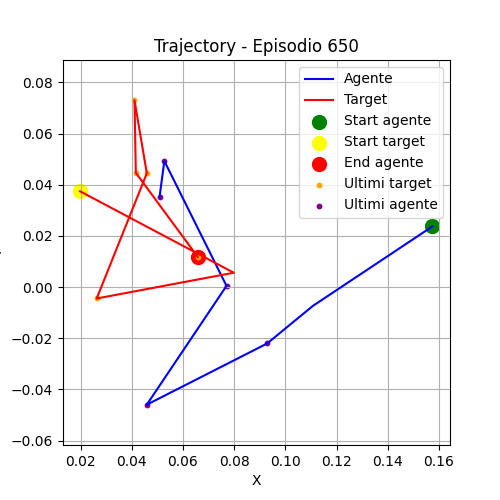 Trajectory - Episodio 650
Agente
Target
Start agente
Start target
End agente
Ultimi target
Ultimi agente
0.08
0.06
0.04
0.02
0.00
−0.02
−0.04
−0.06
0.02 0.04 0.06 0.08 0.10 0.12 0.14 0.16
X